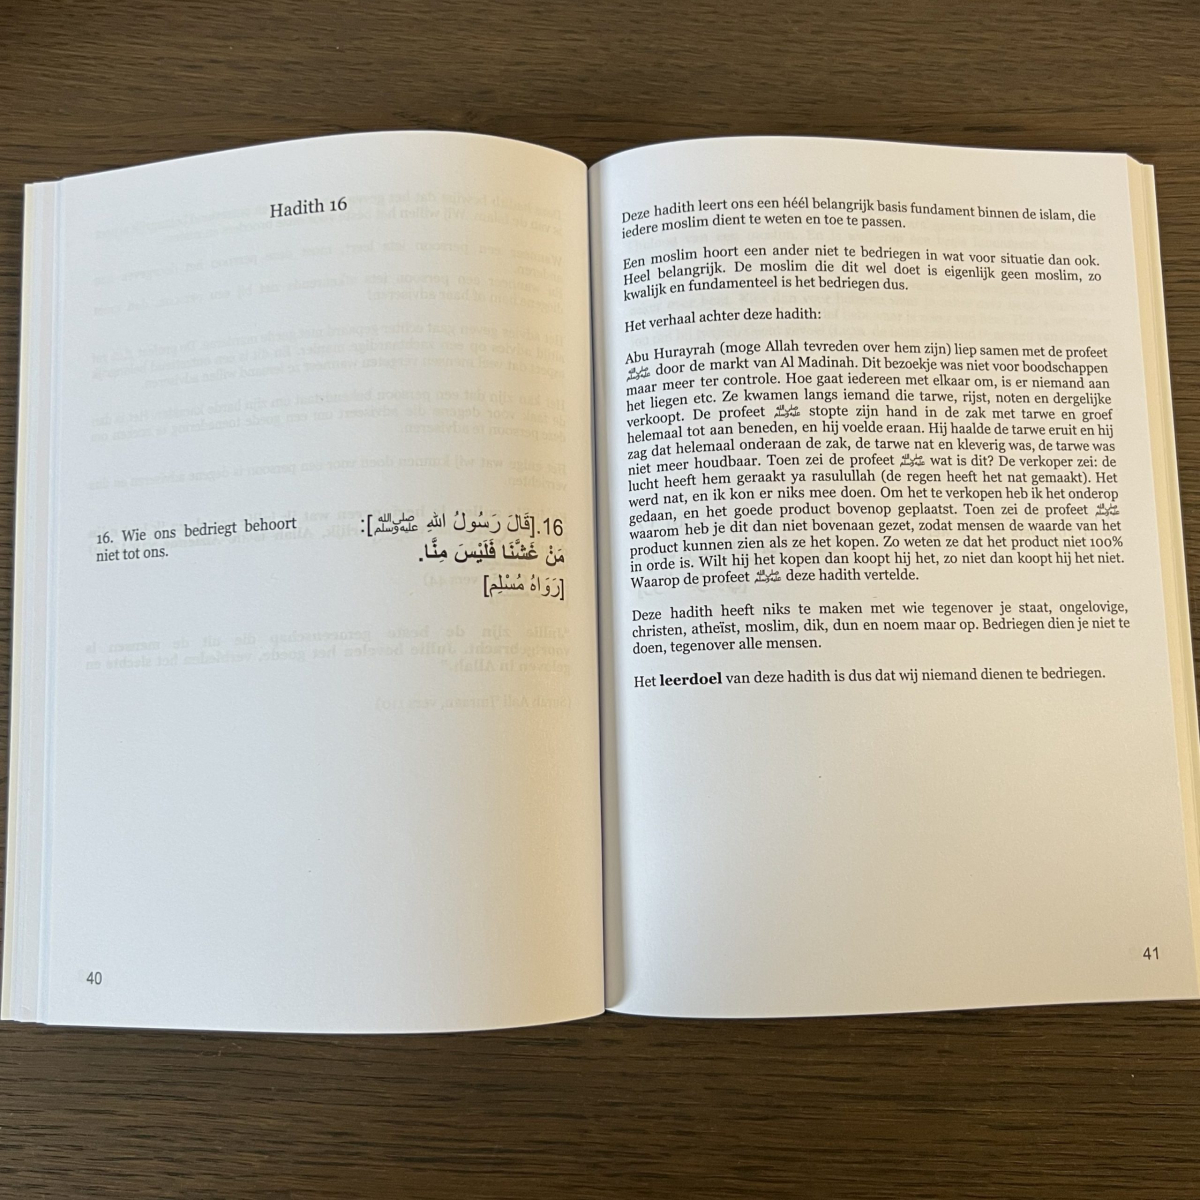 Hadith 16
16. Wie ons bedriegt behoort
niet tot ons.
16.[قَالَ رَسُولُ اللهِ ﷺ]:
مَنْ غَشَّنَا فَلَيْسَ مِنَّا.
[رَوَاهُ مُسْلِم]
40
Deze hadith leert ons een héél belangrijk basis fundament binnen de islam, die
iedere moslim dient te weten en toe te passen.
Een moslim hoort een ander niet te bedriegen in wat voor situatie dan ook.
Heel belangrijk. De moslim die dit wel doet is eigenlijk geen moslim, zo
kwalijk en fundamenteel is het bedriegen dus.
Het verhaal achter deze hadith:
Abu Hurayrah (moge Allah tevreden over hem zijn) liep samen met de profeet
ﷺ door de markt van Al Madinah. Dit bezoekje was niet voor boodschappen
maar meer ter controle. Hoe gaat iedereen met elkaar om, is er niemand aan
het liegen etc. Ze kwamen langs iemand die tarwe, rijst, noten en dergelijke
verkoopt. De profeet ﷺ stopte zijn hand in de zak met tarwe en groef
helemaal tot aan beneden, en hij voelde eraan. Hij haalde de tarwe eruit en hij
zag dat helemaal onderaan de zak, de tarwe nat en kleverig was, de tarwe was
niet meer houdbaar. Toen zei de profeet ﷺ wat is dit? De verkoper zei: de
lucht heeft hem geraakt ya rasulullah (de regen heeft het nat gemaakt). Het
werd nat, en ik kon er niks mee doen. Om het te verkopen heb ik het onderop
gedaan, en het goede product bovenop geplaatst. Toen zei de profeet ﷺ
waarom heb je dit dan niet bovenaan gezet, zodat mensen de waarde van het
product kunnen zien als ze het kopen. Zo weten ze dat het product niet 100%
in orde is. Wilt hij het kopen dan koopt hij het, zo niet dan koopt hij het niet.
Waarop de profeet ﷺ deze hadith vertelde.
Deze hadith heeft niks te maken met wie tegenover je staat, ongelovige,
christen, atheïst, moslim, dik, dun en noem maar op. Bedriegen dien je niet te
doen, tegenover alle mensen.
Het leerdoel van deze hadith is dus dat wij niemand dienen te bedriegen.
41